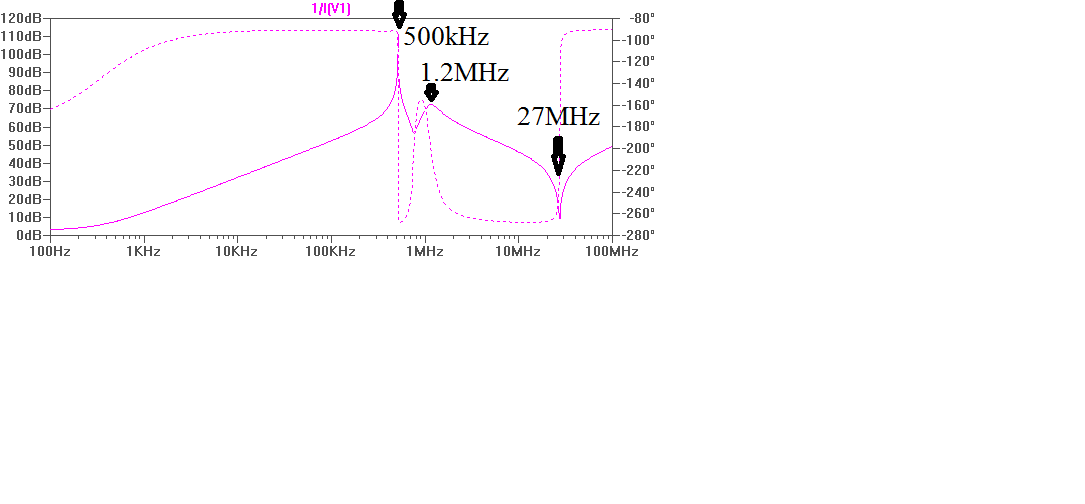 1/I(V1)
120dB
110dB
100dB
90dB
80dB
70dB
60dB
50dB
40dB
30dB
20dB
10dB
0dB
500kHz
1.2MHz
27MHz
-80°
-100°
-120°
-140°
-160°
-180°
-200°
-220°
-240°
-260°
-280°
100Hz 1KHz 10KHz 100KHz 1MHz 10MHz 100MHz